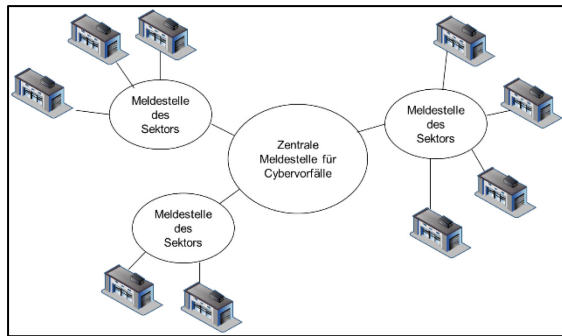 Meldestelle
des
Sektors
Zentrale
Meldestelle für
Cybervorfälle
Meldestelle
des
Sektors
Meldestelle
des
Sektors